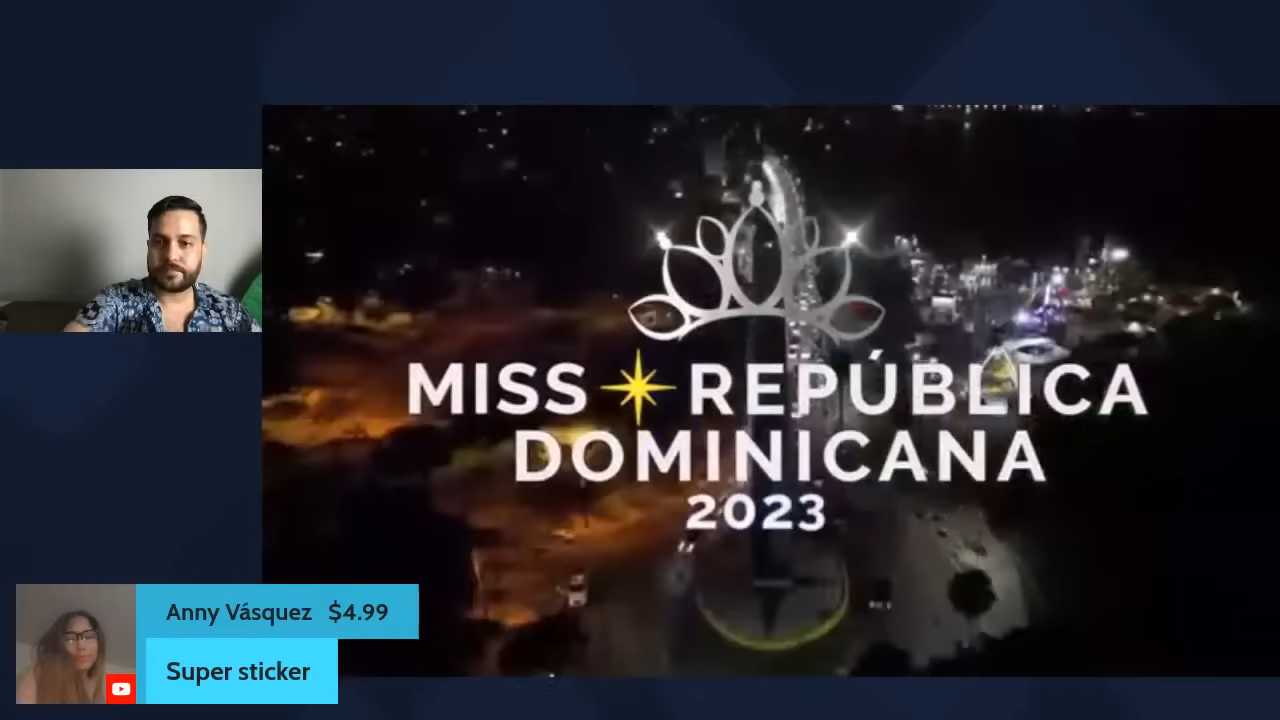 MISS REPÚBLICA
DOMINICANA
2023
Anny Vásquez $4.99
Super sticker